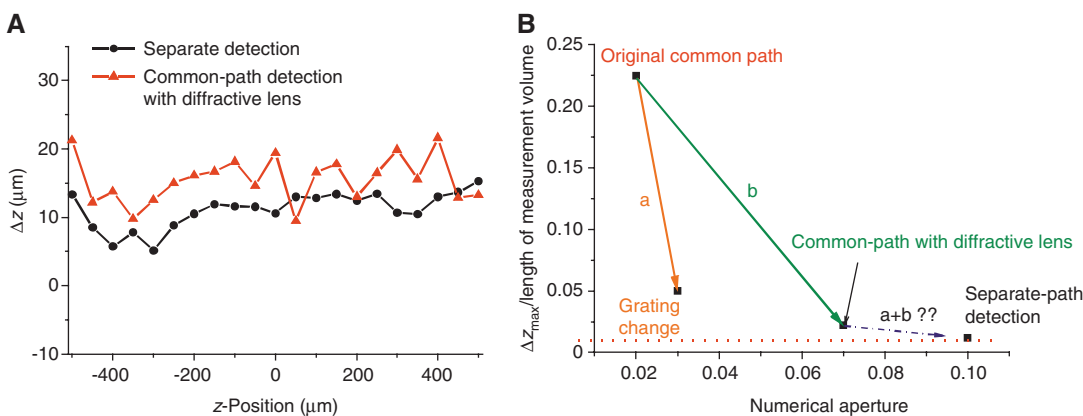 A
Separate detection
Common-path detection
with diffractive lens
30
20
10
0
-10
Δz (μm)
-400
-200
0
200
400
z-Position (μm)
B
0.25
0.20
0.15
0.10
0.05
0
Δzmax/length of measurement volume
Original common path
a
b
Grating
change
Common-path with diffractive lens
a+b ??
Separate-path
detection
0.02
0.04
0.06
0.08
0.10
Numerical aperture